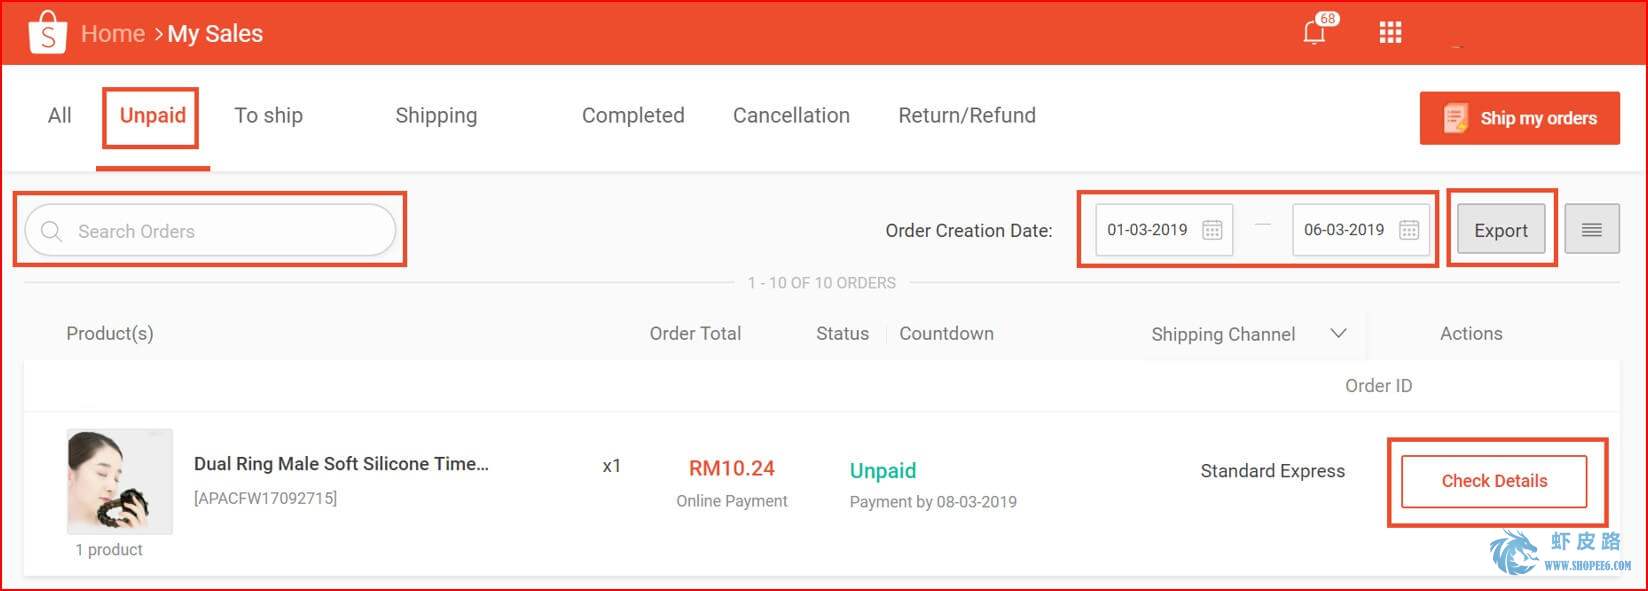 S Home > My Sales
68
All Unpaid To ship Shipping Completed Cancellation Return/Refund Ship my orders
Search Orders Order Creation Date: 01-03-2019 — 06-03-2019 Export
1 - 10 OF 10 ORDERS
Product(s) Order Total Status Countdown Shipping Channel Actions
Order ID
Dual Ring Male Soft Silicone Time... x1 RM10.24 Unpaid Standard Express Check Details
[APACFW17092715] Online Payment Payment by 08-03-2019
1 product
虾皮路
WWW.SHOPEE6.COM